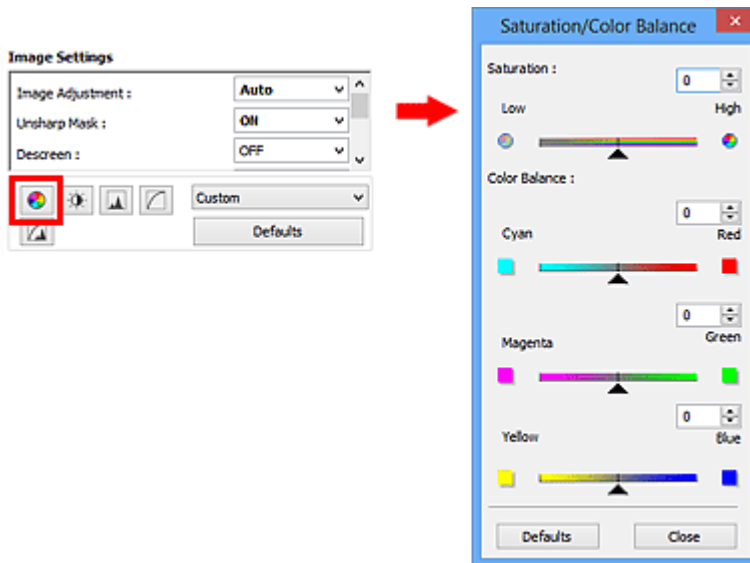 Image Settings
Image Adjustment :
Auto
Unsharp Mask :
ON
Descreen :
OFF
Custom
Defaults
Saturation/Color Balance
Saturation :
0
Low
High
Color Balance :
0
Cyan
Red
0
Magenta
Green
0
Yellow
Blue
Defaults
Close